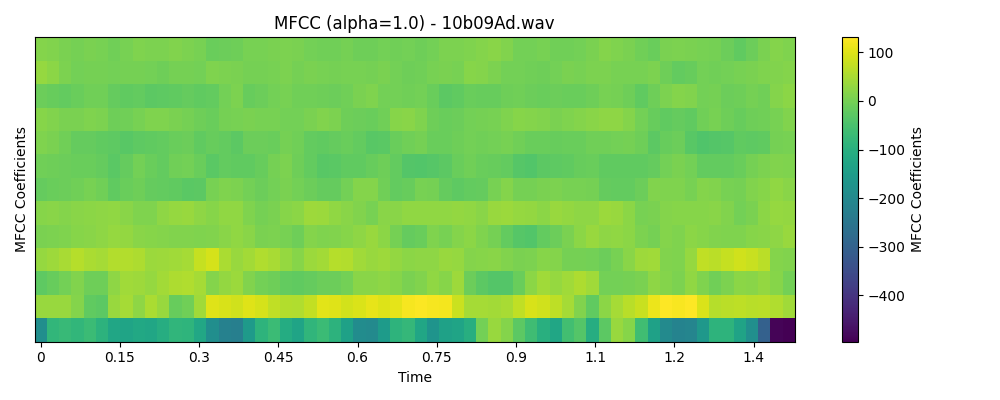 MFCC (alpha=1.0) - 10b09Ad.wav
MFCC Coefficients
0 0.15 0.3 0.45 0.6 0.75 0.9 1.1 1.2 1.4
Time
100
0
−100
−200
−300
−400
MFCC Coefficients